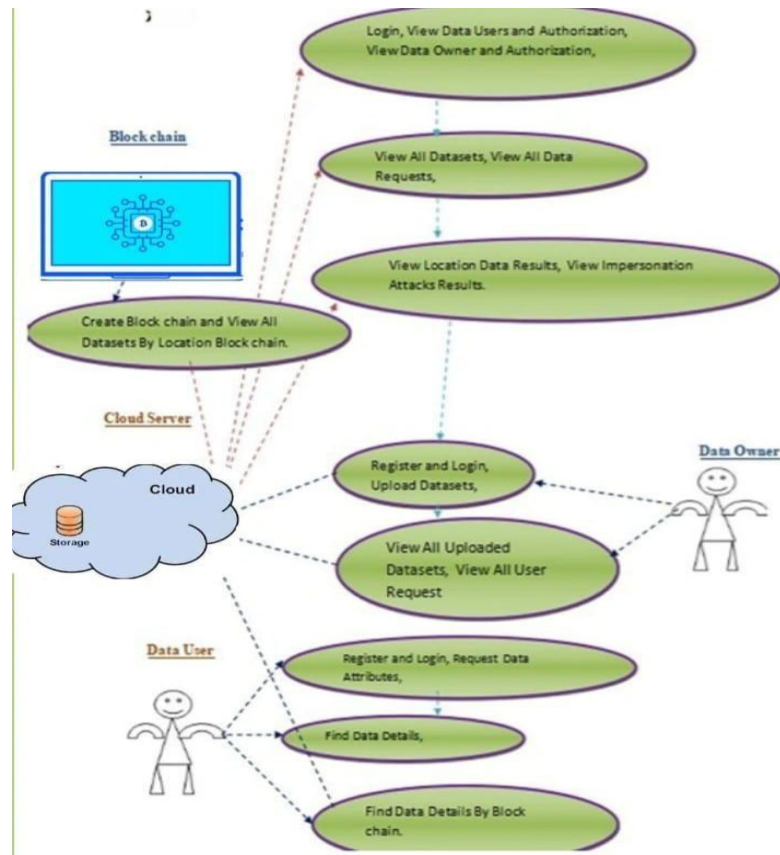 Login, View Data Users and Authorization,
View Data Owner and Authorization,
Block chain
View All Datasets, View All Data
Requests,
B
View Location Data Results, View Impersonation
Attacks Results.
Create Block chain and View All
Datasets By Location Block chain.
Cloud Server
Data Owner
Register and Login,
Upload Datasets,
Cloud
Storage
View All Uploaded
Datasets, View All User
Request
Data User
Register and Login, Request Data
Attributes,
Find Data Details,
Find Data Details By Block
chain.